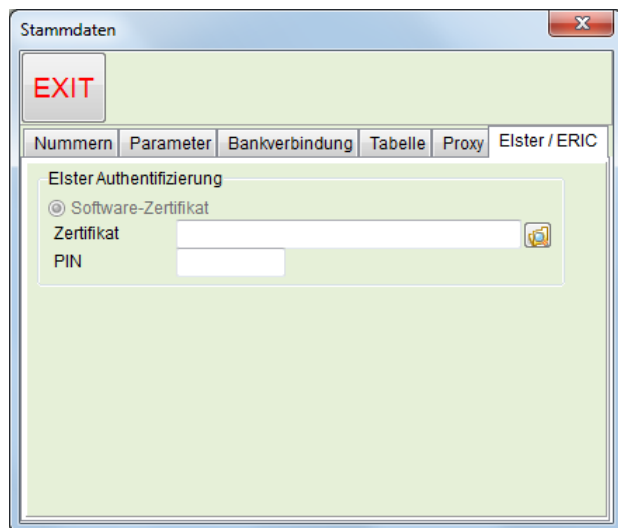 Stammdaten
EXIT
Nummern Parameter Bankverbindung Tabelle Proxy Elster / ERIC
Elster Authentifizierung
Software-Zertifikat
Zertifikat
PIN